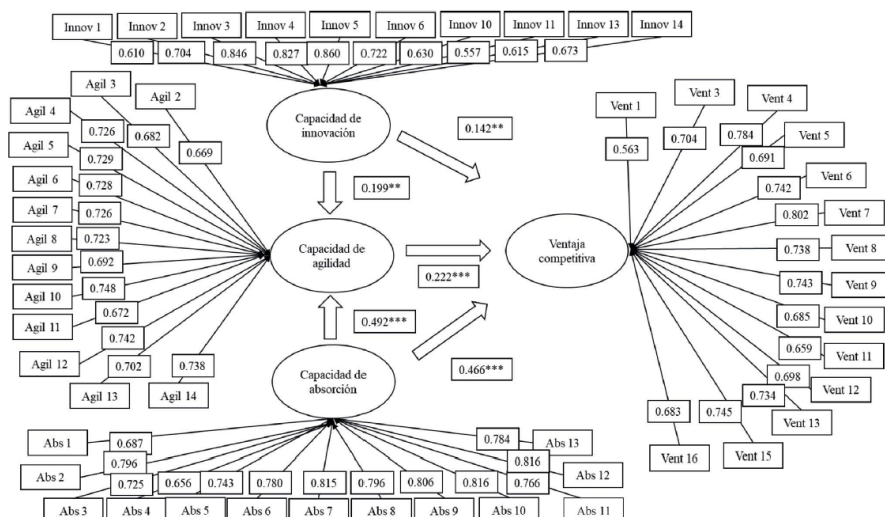 Innov 1
Innov 2
Innov 3
Innov 4
Innov 5
Innov 6
Innov 10
Innov 11
Innov 13
Innov 14
0.610
0.704
0.846
0.827
0.860
0.722
0.630
0.557
0.615
0.673
Capacidad de
innovación
0.142**
0.199**
Agil 3
Agil 2
Agil 4
Agil 5
Agil 6
Agil 7
Agil 8
Agil 9
Agil 10
Agil 11
Agil 12
Agil 13
Agil 14
0.726
0.682
0.669
0.729
0.728
0.726
0.723
0.692
0.748
0.672
0.742
0.702
0.738
Capacidad de
agilidad
0.222***
0.492***
Ventaja
competitiva
Vent 1
Vent 3
Vent 4
Vent 5
Vent 6
Vent 7
Vent 8
Vent 9
Vent 10
Vent 11
Vent 12
Vent 13
Vent 15
Vent 16
0.563
0.704
0.784
0.691
0.742
0.802
0.738
0.743
0.685
0.659
0.698
0.734
0.745
0.683
Capacidad de
absorción
0.466***
Abs 1
Abs 2
Abs 3
Abs 4
Abs 5
Abs 6
Abs 7
Abs 8
Abs 9
Abs 10
Abs 11
Abs 12
Abs 13
0.687
0.796
0.725
0.656
0.743
0.780
0.815
0.796
0.806
0.816
0.766
0.816
0.784